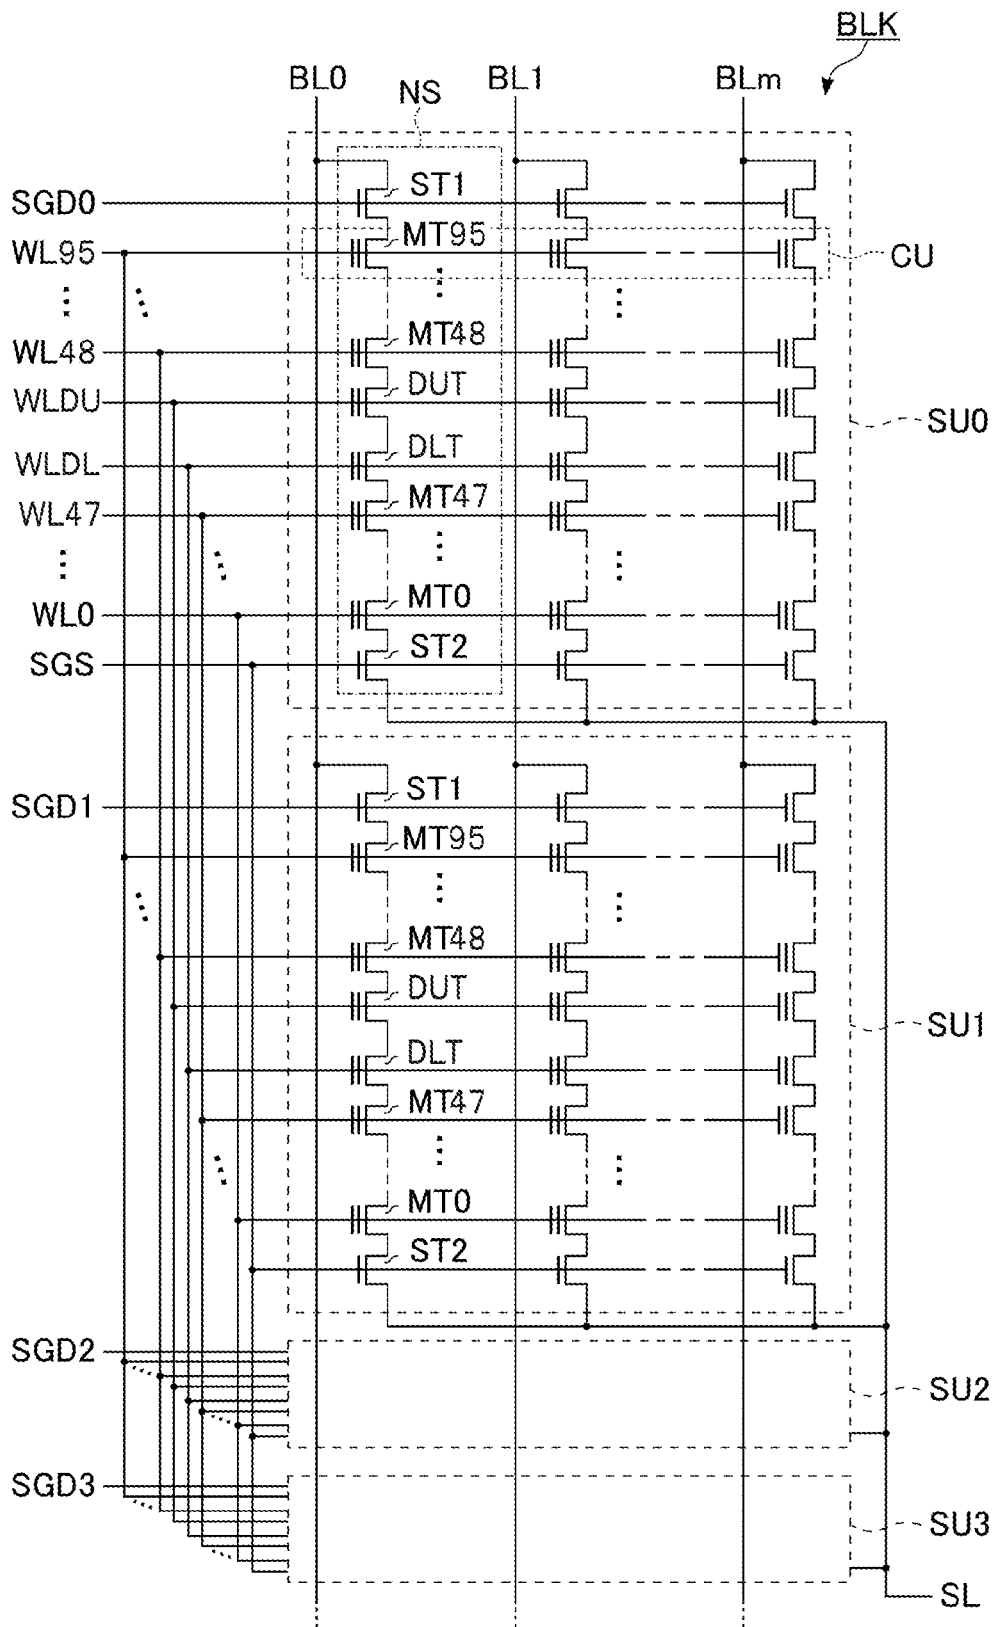 BLK
BL0 BL1 BLm
NS
SGD0 ST1
WL95 MT95 CU
WL48 MT48
WLDU DUT SU0
WLDL DLT
WL47 MT47
WL0 MT0
SGS ST2
SGD1 ST1
MT95
MT48
DUT
SU1
DLT
MT47
MT0
ST2
SGD2
SU2
SGD3
SU3
SL